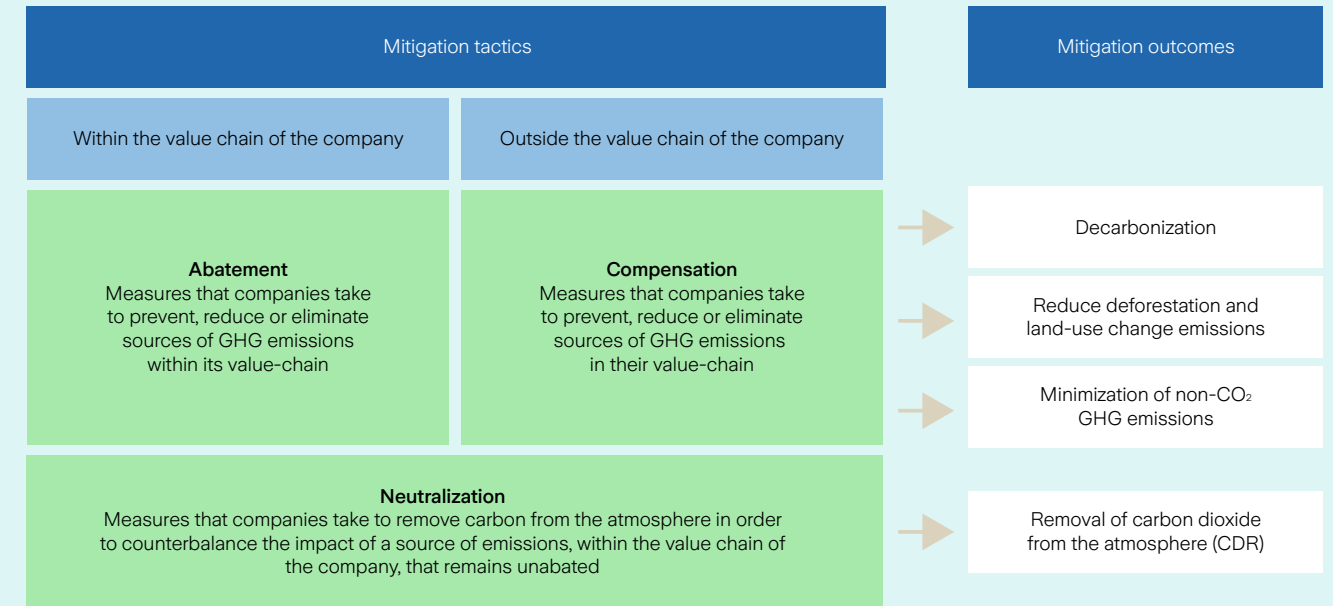 Mitigation tactics
Mitigation outcomes
Within the value chain of the company
Outside the value chain of the company
Abatement
Measures that companies take
to prevent, reduce or eliminate
sources of GHG emissions
within its value-chain
Compensation
Measures that companies take
to prevent, reduce or eliminate
sources of GHG emissions
in their value-chain
Decarbonization
Reduce deforestation and
land-use change emissions
Minimization of non-CO₂
GHG emissions
Neutralization
Measures that companies take to remove carbon from the atmosphere in order
to counterbalance the impact of a source of emissions, within the value chain of
the company, that remains unabated
Removal of carbon dioxide
from the atmosphere (CDR)